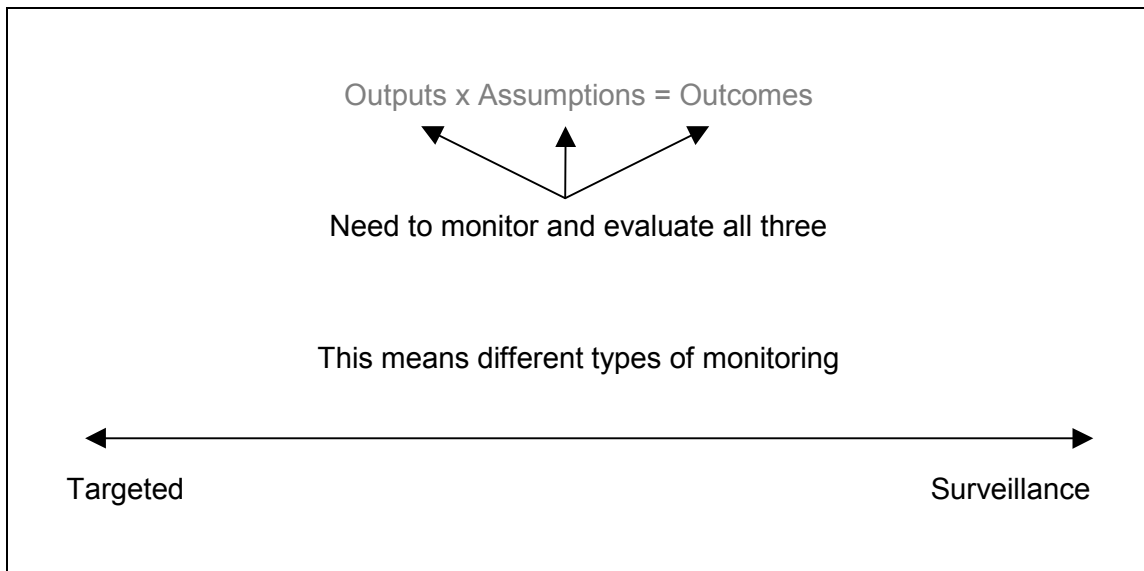 Outputs x Assumptions = Outcomes
Need to monitor and evaluate all three
This means different types of monitoring
Targeted
Surveillance